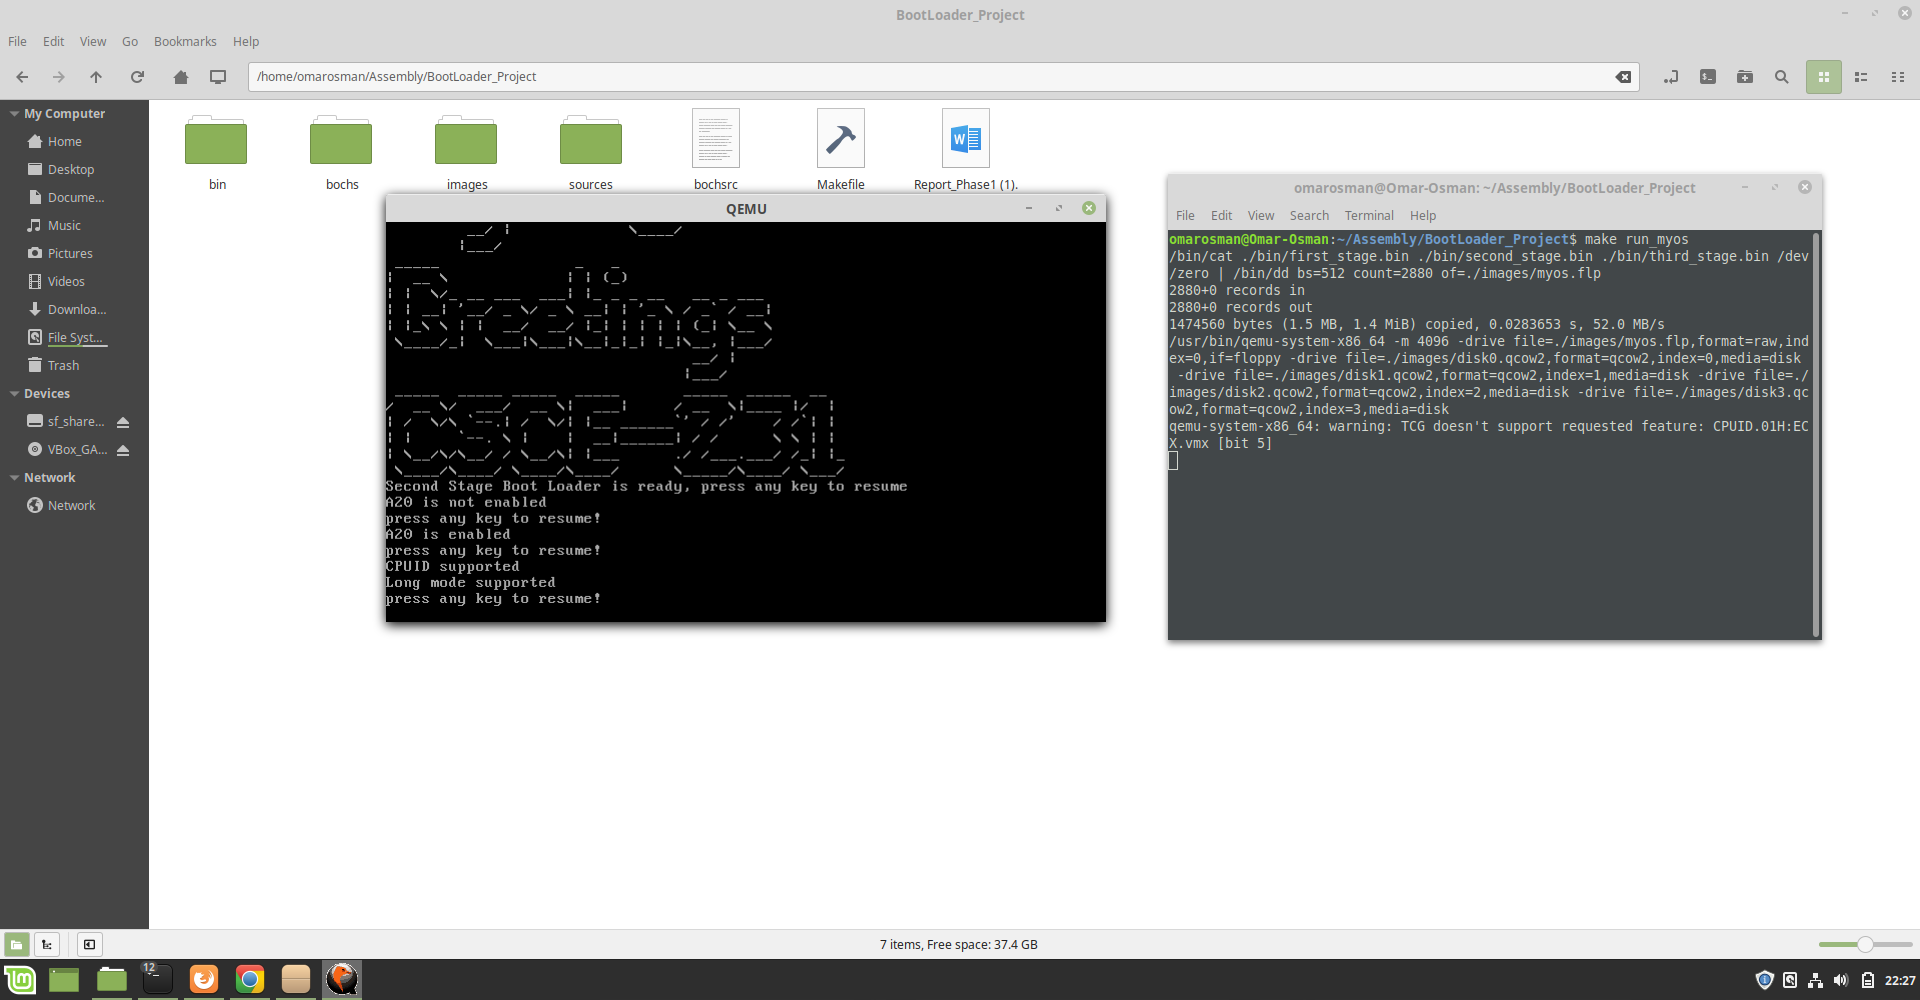 BootLoader_Project
File Edit View Go Bookmarks Help
/home/omarosman/Assembly/BootLoader_Project
My Computer
Home
Desktop
Docume...
Music
Pictures
Videos
Downloa...
File Syst...
Trash
Devices
sf_share...
VBox_GA...
Network
Network
bin
bochs
images
sources
bochsrc
Makefile
Report_Phase1 (1).
QEMU
Greetings
CSCE-231
Second Stage Boot Loader is ready, press any key to resume
A20 is not enabled
press any key to resume!
A20 is enabled
press any key to resume!
CPUID supported
Long mode supported
press any key to resume!
omarosman@Omar-Osman: ~/Assembly/BootLoader_Project
File Edit View Search Terminal Help
omarosman@Omar-Osman:~/Assembly/BootLoader_Project$ make run_myos
/bin/cat ./bin/first_stage.bin ./bin/second_stage.bin ./bin/third_stage.bin /dev
/zero | /bin/dd bs=512 count=2880 of=./images/myos.flp
2880+0 records in
2880+0 records out
1474560 bytes (1.5 MB, 1.4 MiB) copied, 0.0283653 s, 52.0 MB/s
/usr/bin/qemu-system-x86_64 -m 4096 -drive file=./images/myos.flp,format=raw,ind
ex=0,if=floppy -drive file=./images/disk0.qcow2,format=qcow2,index=0,media=disk
-drive file=./images/disk1.qcow2,format=qcow2,index=1,media=disk -drive file=./
images/disk2.qcow2,format=qcow2,index=2,media=disk -drive file=./images/disk3.qc
ow2,format=qcow2,index=3,media=disk
qemu-system-x86_64: warning: TCG doesn't support requested feature: CPUID.01H:EC
X.vmx [bit 5]
7 items, Free space: 37.4 GB
12
22:27